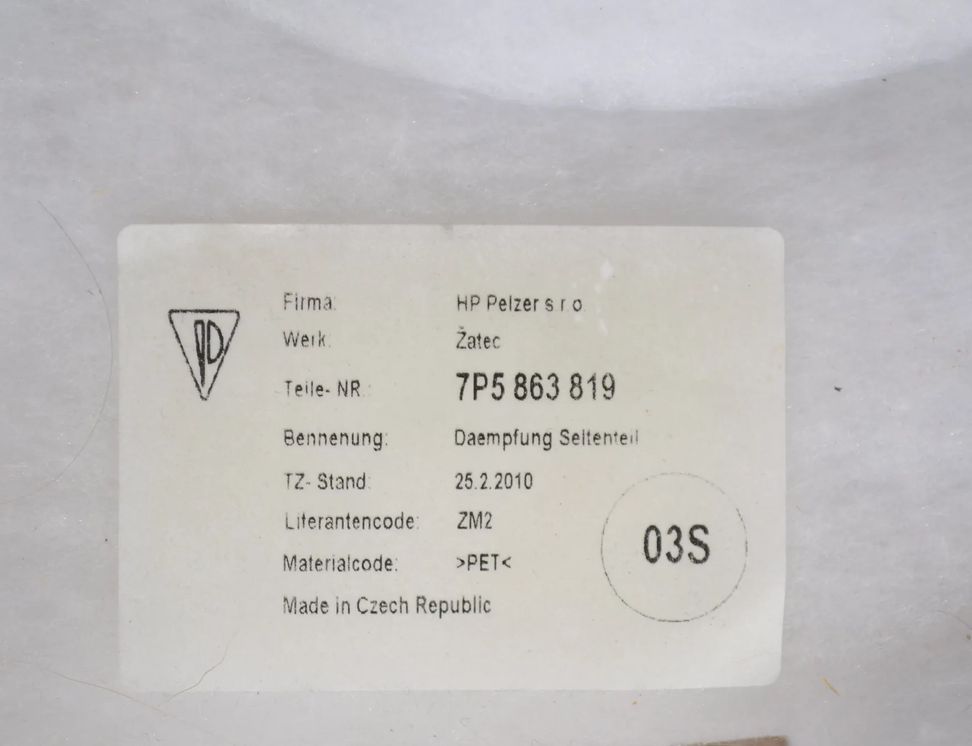 Firma: HP Pelzer s.r.o.
Werk: Žatec
Teile- NR.: 7P5 863 819
Bennenung: Daempfung Seitenteil
TZ- Stand: 25.2.2010
Literantencode: ZM2
03S
Materialcode: >PET<
Made in Czech Republic